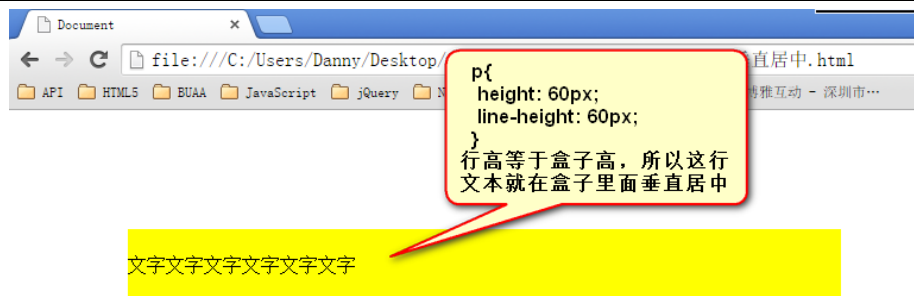 Document
file:///C:/Users/Danny/Desktop/
直居中.html
API HTML5 BUAA JavaScript jQuery N
雅互动 - 深圳市…
p{
height: 60px;
line-height: 60px;
}
行高等于盒子高，所以这行
文本就在盒子里面垂直居中
文字文字文字文字文字文字